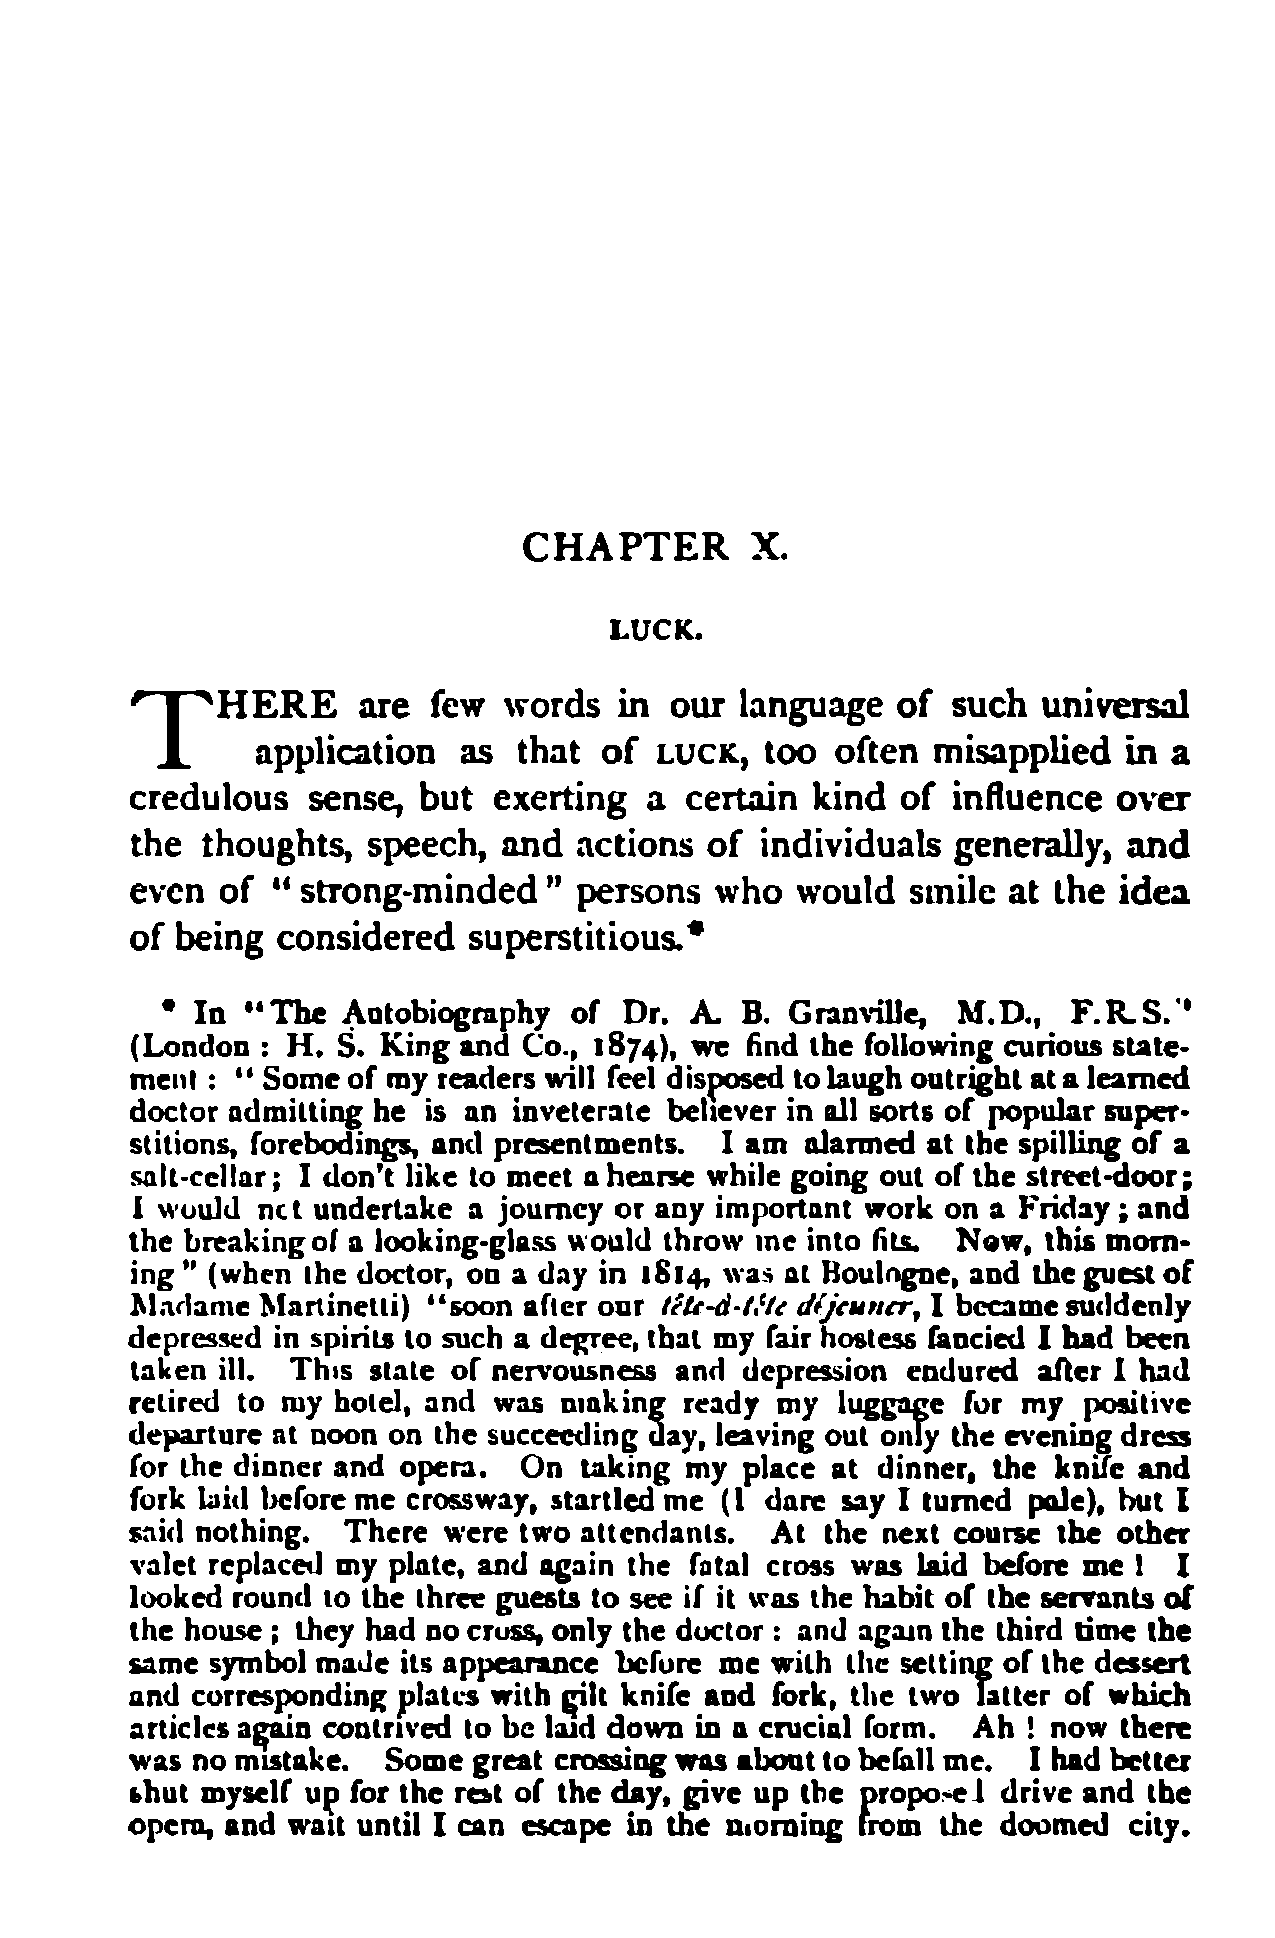 CHAPTER X.
LUCK.
THERE are few words in our language of such universal
application as that of LUCK, too often misapplied in a
credulous sense, but exerting a certain kind of influence over
the thoughts, speech, and actions of individuals generally, and
even of "strong-minded" persons who would smile at the idea
of being considered superstitious.*
* In "The Autobiography of Dr. A. B. Granville, M.D., F.R.S."
(London: H. S. King and Co., 1874), we find the following curious state-
ment: "Some of my readers will feel disposed to laugh outright at a learned
doctor admitting he is an inveterate believer in all sorts of popular super-
stitions, forebodings, and presentments. I am alarmed at the spilling of a
salt-cellar; I don't like to meet a hearse while going out of the street-door;
I would not undertake a journey or any important work on a Friday; and
the breaking of a looking-glass would throw me into fits. Now, this morn-
ing" (when the doctor, on a day in 1814, was at Boulogne, and the guest of
Madame Martinetti) "soon after our tête-à-tête déjeuner, I became suddenly
depressed in spirits to such a degree, that my fair hostess fancied I had been
taken ill. This state of nervousness and depression endured after I had
retired to my hotel, and was making ready my luggage for my positive
departure at noon on the succeeding day, leaving out only the evening dress
for the dinner and opera. On taking my place at dinner, the knife and
fork laid before me crossway, startled me (I dare say I turned pale), but I
said nothing. There were two attendants. At the next course the other
valet replaced my plate, and again the fatal cross was laid before me! I
looked round to the three guests to see if it was the habit of the servants of
the house; they had no cross, only the doctor: and again the third time the
same symbol made its appearance before me with the setting of the dessert
and corresponding plates with gilt knife and fork, the two latter of which
articles again contrived to be laid down in a crucial form. Ah! now there
was no mistake. Some great crossing was about to befall me. I had better
shut myself up for the rest of the day, give up the proposed drive and the
opera, and wait until I can escape in the morning from the doomed city.